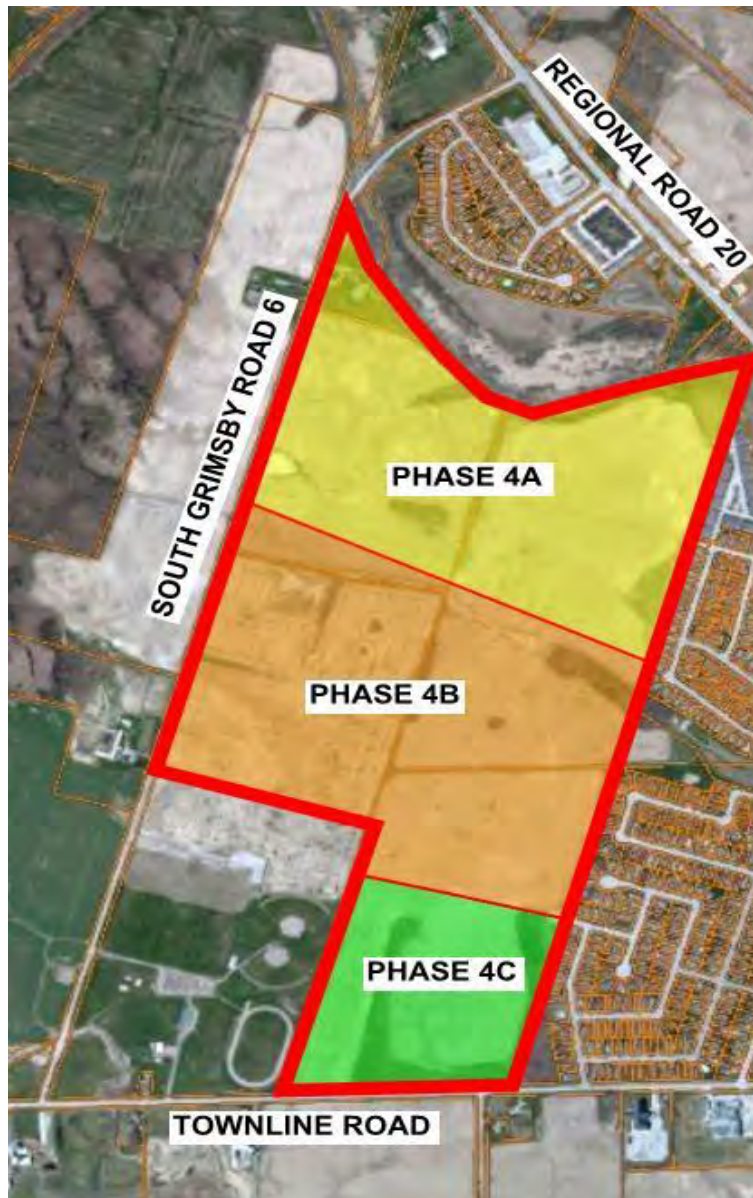 REGIONAL ROAD 20
SOUTH GRIMSBY ROAD 6
PHASE 4A
PHASE 4B
PHASE 4C
TOWNLINE ROAD